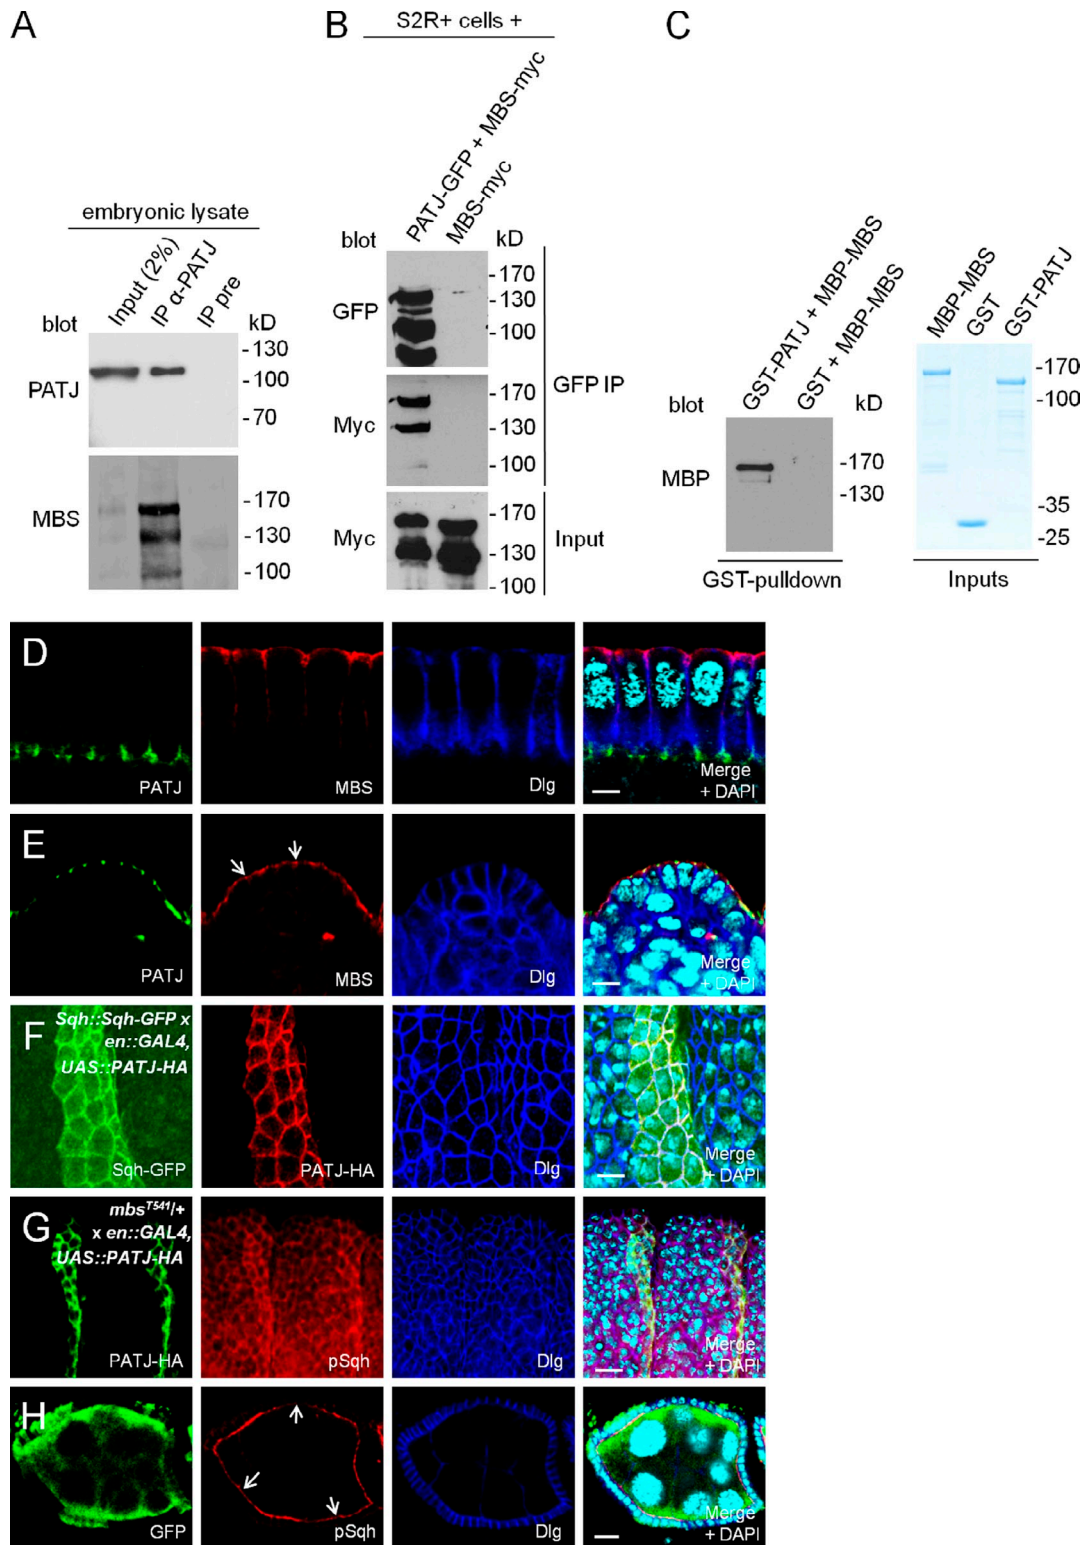 A
embryonic lysate
Input (2%)
IP α-PATJ
IP pre
blot
kD
PATJ
-130
-100
-70
MBS
-170
-130
-100
B
S2R+ cells +
PATJ-GFP + MBS-myc
MBS-myc
blot
kD
GFP
-170
-130
-100
Myc
-170
-130
-100
GFP IP
Myc
-170
-130
-100
Input
C
GST-PATJ + MBP-MBS
GST + MBP-MBS
blot
kD
MBP
-170
-130
GST-pulldown
MBP-MBS
GST
GST-PATJ
-170
-100
-35
-25
Inputs
D
PATJ
MBS
Dlg
Merge
+ DAPI
E
PATJ
MBS
Dlg
Merge
+ DAPI
F
Sqh::Sqh-GFP x
en::GAL4,
UAS::PATJ-HA
Sqh-GFP
PATJ-HA
Dlg
Merge
+ DAPI
G
mbsT541/+
x en::GAL4,
UAS::PATJ-HA
PATJ-HA
pSqh
Dlg
Merge
+ DAPI
H
GFP
pSqh
Dlg
Merge
+ DAPI